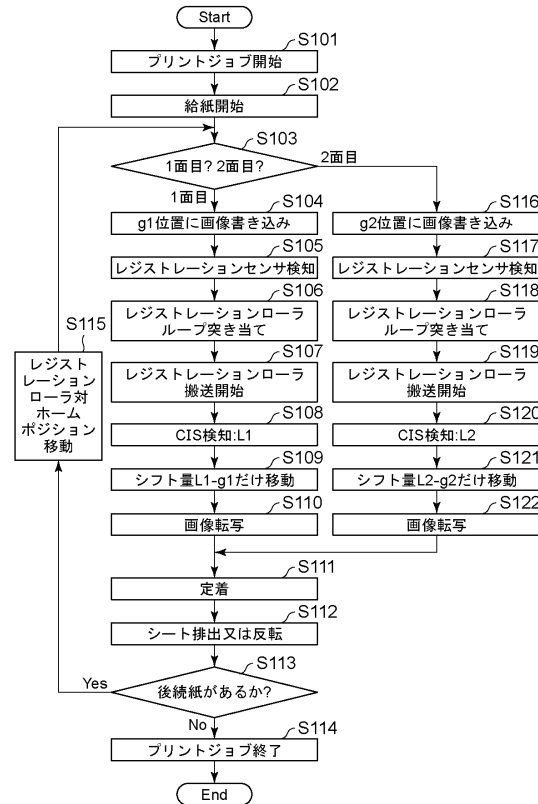 Start
S101
プリントジョブ開始
S102
給紙開始
S103
1面目? 2面目?
2面目
1面目
S104
g1位置に画像書き込み
S105
レジストレーションセンサ検知
S106
レジストレーションローラ
ループ突き当て
S107
レジストレーションローラ
搬送開始
S108
CIS検知:L1
S109
シフト量L1-g1だけ移動
S110
画像転写
S116
g2位置に画像書き込み
S117
レジストレーションセンサ検知
S118
レジストレーションローラ
ループ突き当て
S119
レジストレーションローラ
搬送開始
S120
CIS検知:L2
S121
シフト量L2-g2だけ移動
S122
画像転写
S115
レジスト
レーション
ローラ対
ホーム
ポジション
移動
S111
定着
S112
シート排出又は反転
S113
後続紙があるか?
Yes
No
S114
プリントジョブ終了
End